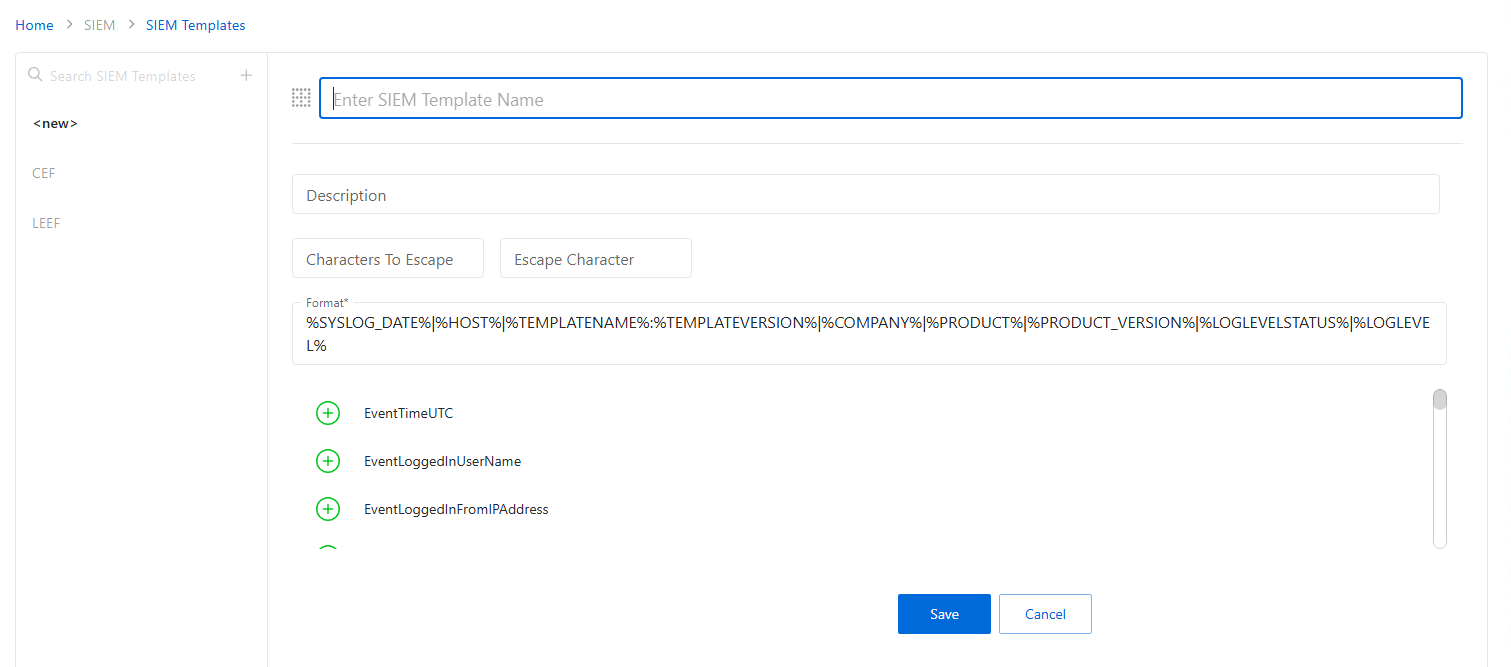 Home > SIEM > SIEM Templates
Search SIEM Templates +
<new>
CEF
LEEF
Enter SIEM Template Name
Description
Characters To Escape
Escape Character
Format*
%SYSLOG_DATE%|%HOST%|%TEMPLATENAME%:%TEMPLATEVERSION%|%COMPANY%|%PRODUCT%|%PRODUCT_VERSION%|%LOGLEVELSTATUS%|%LOGLEVE
L%
EventTimeUTC
EventLoggedInUserName
EventLoggedInFromIPAddress
Save
Cancel